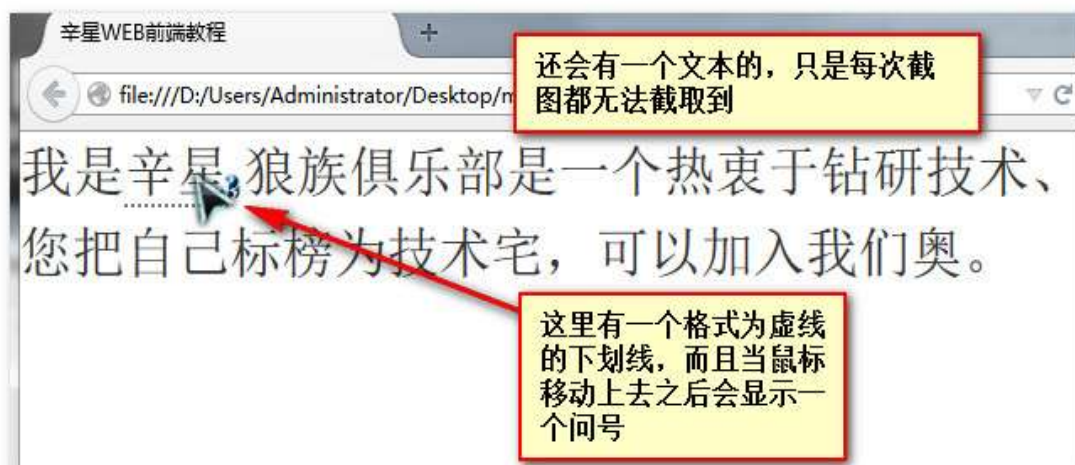 辛星WEB前端教程
还会有一个文本的，只是每次截
图都无法截取到
file:///D:/Users/Administrator/Desktop/m
我是辛星,狼族俱乐部是一个热衷于钻研技术、
您把自己标榜为技术宅，可以加入我们奥。
这里有一个格式为虚线
的下划线，而且当鼠标
移动上去之后会显示一
个问号